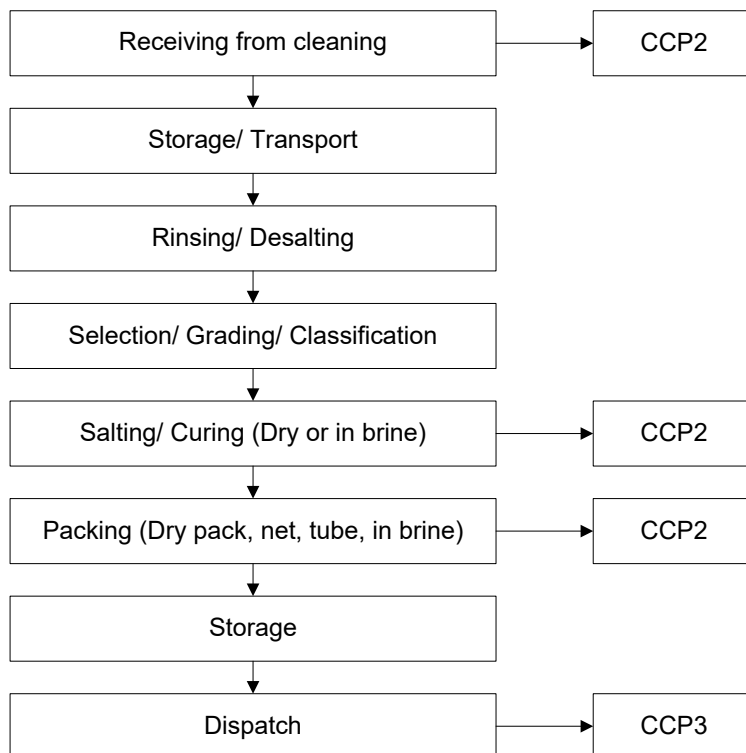 Receiving from cleaning
CCP2
Storage/ Transport
Rinsing/ Desalting
Selection/ Grading/ Classification
Salting/ Curing (Dry or in brine)
CCP2
Packing (Dry pack, net, tube, in brine)
CCP2
Storage
Dispatch
CCP3